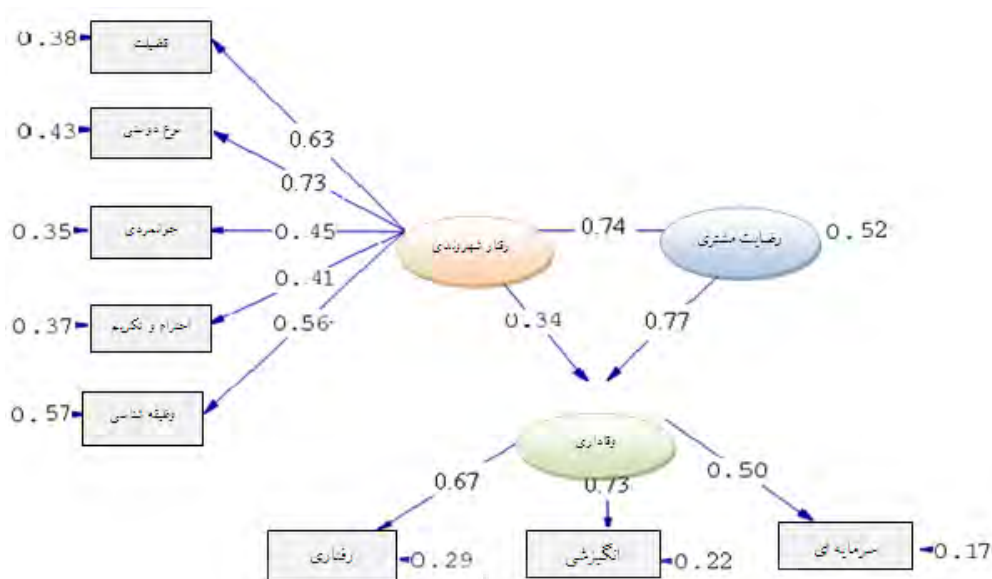 0.38
فضیلت
0.63
0.43
نوع دوستی
0.73
0.35
جوانمردی
0.45
رفتار شهروندی
0.74
رضایت مشتری
0.52
0.41
0.37
احترام و تکریم
0.56
0.34
0.77
0.57
وظیفه شناسی
وفاداری
0.67
0.73
0.50
رفتاری
0.29
انگیزشی
0.22
سرمایه ای
0.17